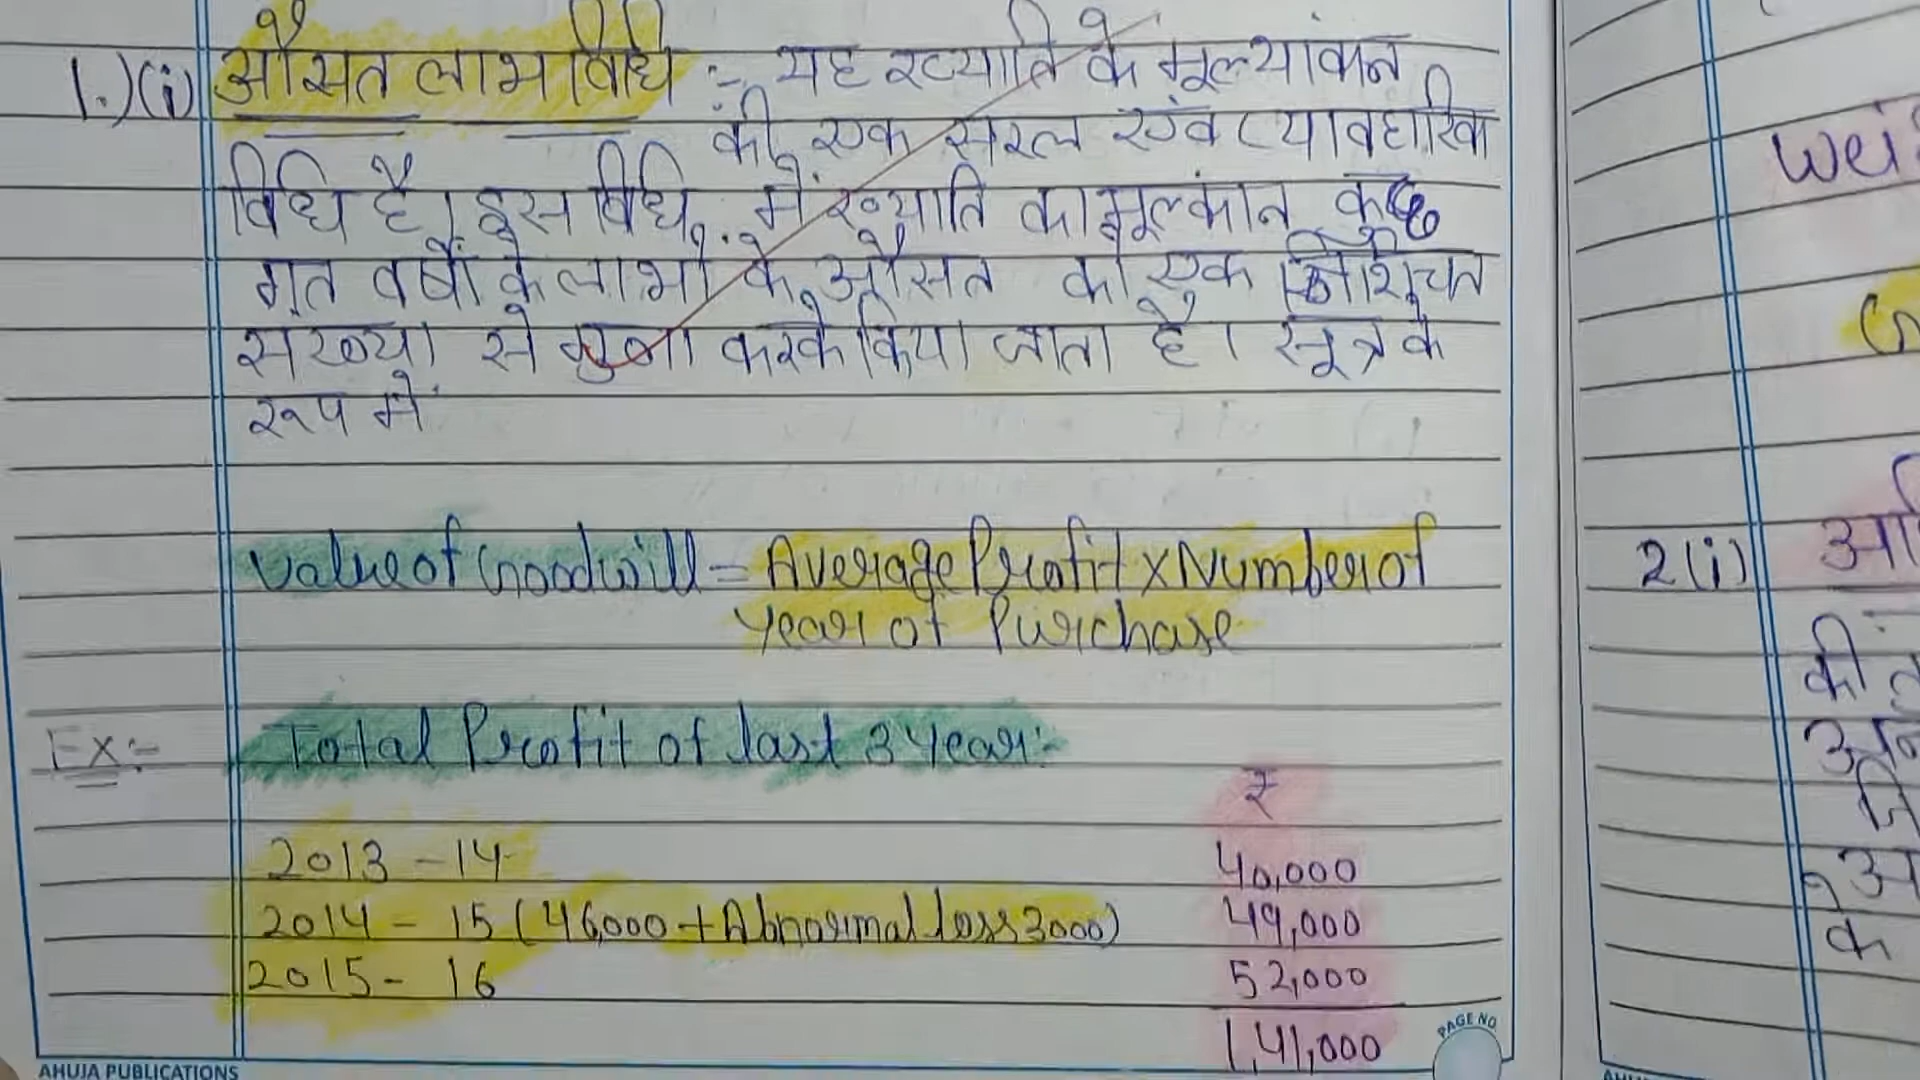 1.)(i) औसत लाभ विधि :- यह ख्याति के मूल्यांकन
की एक सरल एवं व्यावहारिक
विधि है। इस विधि में ख्याति का मूल्कांन कुछ
गत वर्षों के लाभों के औसत को एक निश्चित
संख्या से गुणा करके किया जाता है। सूत्र के
रूप में
Value of Goodwill = Average Profit X Number of
Year of Purchase
Ex:- Total Profit of last 3 Year:-
₹
2013 - 14 40,000
2014 - 15 (46,000 + Abnormal loss 3000) 49,000
2015 - 16 52,000
1,41,000
PAGE NO
AHUJA PUBLICATIONS
2(i)
की